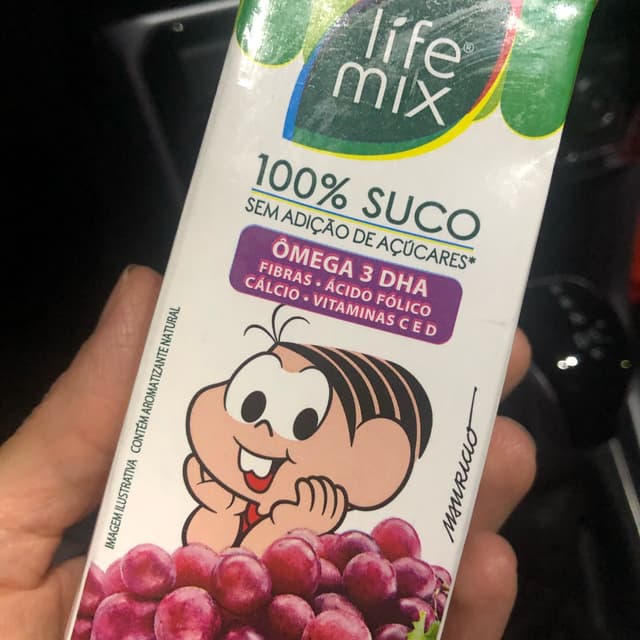 life®
mix
100% SUCO
SEM ADIÇÃO DE AÇÚCARES*
ÔMEGA 3 DHA
FIBRAS • ÁCIDO FÓLICO
CÁLCIO • VITAMINAS C E D
IMAGEM ILUSTRATIVA CONTÉM AROMATIZANTE NATURAL
MAURICIO